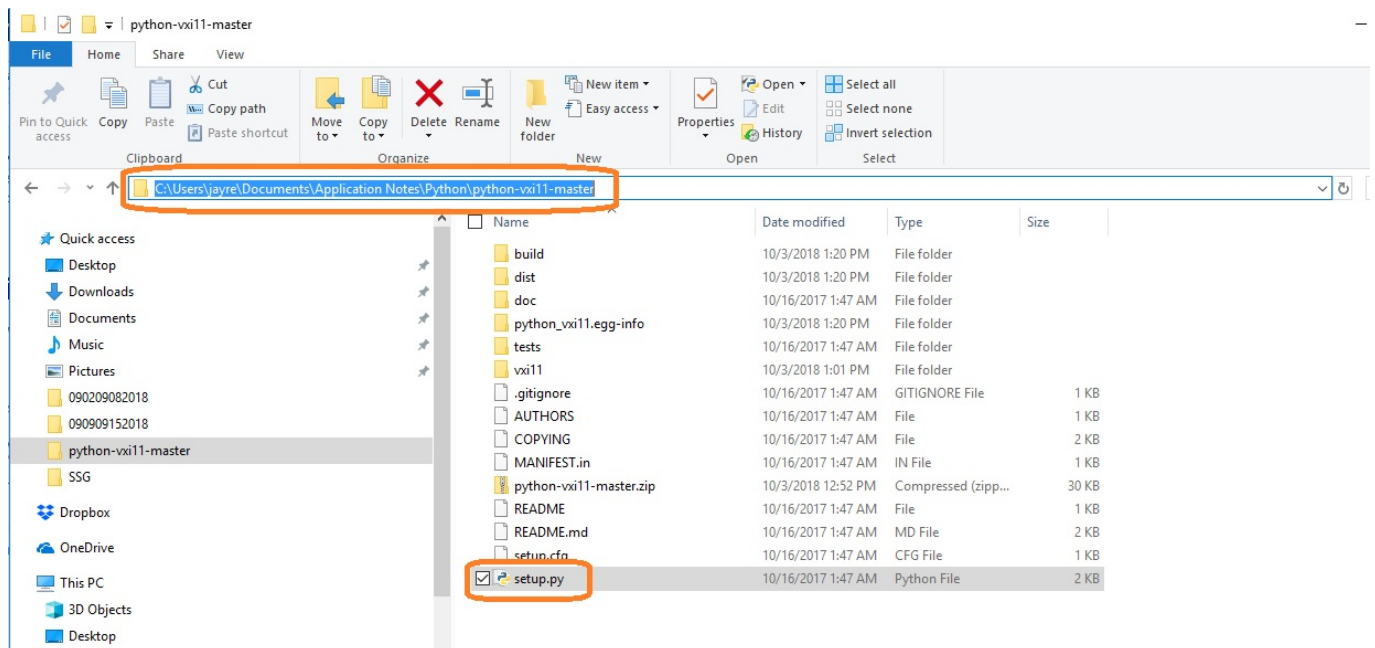 python-vxi11-master
File Home Share View
Pin to Quick access
Copy
Paste
Cut
Copy path
Paste shortcut
Clipboard
Move to
Copy to
Delete
Rename
Organize
New folder
New item
Easy access
New
Properties
Open
Edit
History
Open
Select all
Select none
Invert selection
Select
C:\Users\jayre\Documents\Application Notes\Python\python-vxi11-master
Quick access
Desktop
Downloads
Documents
Music
Pictures
090209082018
090909152018
python-vxi11-master
SSG
Dropbox
OneDrive
This PC
3D Objects
Desktop
Name Date modified Type Size
build 10/3/2018 1:20 PM File folder
dist 10/3/2018 1:20 PM File folder
doc 10/16/2017 1:47 AM File folder
python_vxi11.egg-info 10/3/2018 1:20 PM File folder
tests 10/16/2017 1:47 AM File folder
vxi11 10/3/2018 1:01 PM File folder
.gitignore 10/16/2017 1:47 AM GITIGNORE File 1 KB
AUTHORS 10/16/2017 1:47 AM File 1 KB
COPYING 10/16/2017 1:47 AM File 2 KB
MANIFEST.in 10/16/2017 1:47 AM IN File 1 KB
python-vxi11-master.zip 10/3/2018 12:52 PM Compressed (zipp... 30 KB
README 10/16/2017 1:47 AM File 1 KB
README.md 10/16/2017 1:47 AM MD File 2 KB
setup.cfg 10/16/2017 1:47 AM CFG File 1 KB
setup.py 10/16/2017 1:47 AM Python File 2 KB